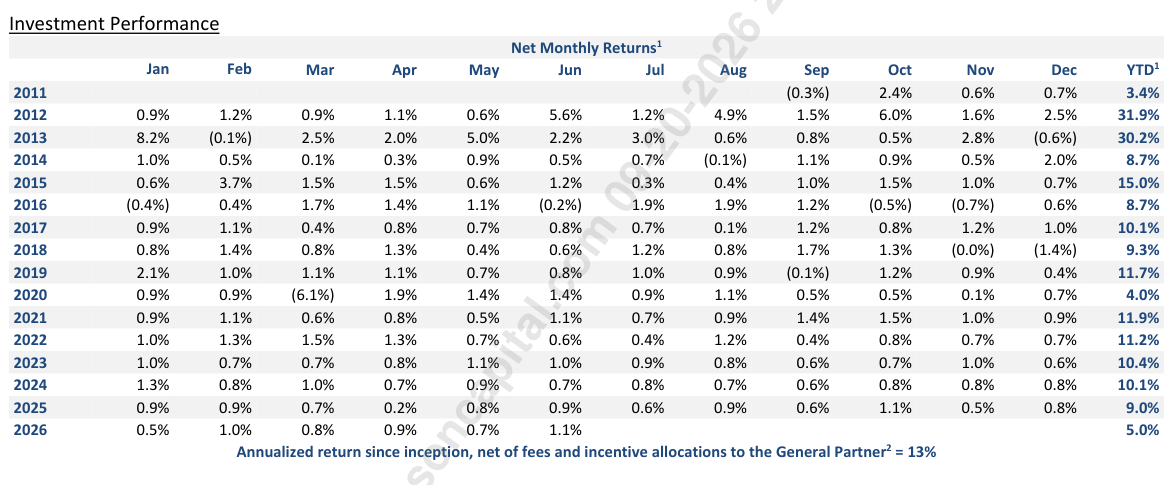 Investment Performance
Net Monthly Returns¹
Jan Feb Mar Apr May Jun Jul Aug Sep Oct Nov Dec YTD¹
2011 (0.3%) 2.4% 0.6% 0.7% 3.4%
2012 0.9% 1.2% 0.9% 1.1% 0.6% 5.6% 1.2% 4.9% 1.5% 6.0% 1.6% 2.5% 31.9%
2013 8.2% (0.1%) 2.5% 2.0% 5.0% 2.2% 3.0% 0.6% 0.8% 0.5% 2.8% (0.6%) 30.2%
2014 1.0% 0.5% 0.1% 0.3% 0.9% 0.5% 0.7% (0.1%) 1.1% 0.9% 0.5% 2.0% 8.7%
2015 0.6% 3.7% 1.5% 1.5% 0.6% 1.2% 0.3% 0.4% 1.0% 1.5% 1.0% 0.7% 15.0%
2016 (0.4%) 0.4% 1.7% 1.4% 1.1% (0.2%) 1.9% 1.9% 1.2% (0.5%) (0.7%) 0.6% 8.7%
2017 0.9% 1.1% 0.4% 0.8% 0.7% 0.8% 0.7% 0.1% 1.2% 0.8% 1.2% 1.0% 10.1%
2018 0.8% 1.4% 0.8% 1.3% 0.4% 0.6% 1.2% 0.8% 1.7% 1.3% (0.0%) (1.4%) 9.3%
2019 2.1% 1.0% 1.1% 1.1% 0.7% 0.8% 1.0% 0.9% (0.1%) 1.2% 0.9% 0.4% 11.7%
2020 0.9% 0.9% (6.1%) 1.9% 1.4% 1.4% 0.9% 1.1% 0.5% 0.5% 0.1% 0.7% 4.0%
2021 0.9% 1.1% 0.6% 0.8% 0.5% 1.1% 0.7% 0.9% 1.4% 1.5% 1.0% 0.9% 11.9%
2022 1.0% 1.3% 1.5% 1.3% 0.7% 0.6% 0.4% 1.2% 0.4% 0.8% 0.7% 0.7% 11.2%
2023 1.0% 0.7% 0.7% 0.8% 1.1% 1.0% 0.9% 0.8% 0.6% 0.7% 1.0% 0.6% 10.4%
2024 1.3% 0.8% 1.0% 0.7% 0.9% 0.7% 0.8% 0.7% 0.6% 0.8% 0.8% 0.8% 10.1%
2025 0.9% 0.9% 0.7% 0.2% 0.8% 0.9% 0.6% 0.9% 0.6% 1.1% 0.5% 0.8% 9.0%
2026 0.5% 1.0% 0.8% 0.9% 0.7% 1.1% 5.0%
Annualized return since inception, net of fees and incentive allocations to the General Partner² = 13%
soncapital.com 09-20-2026